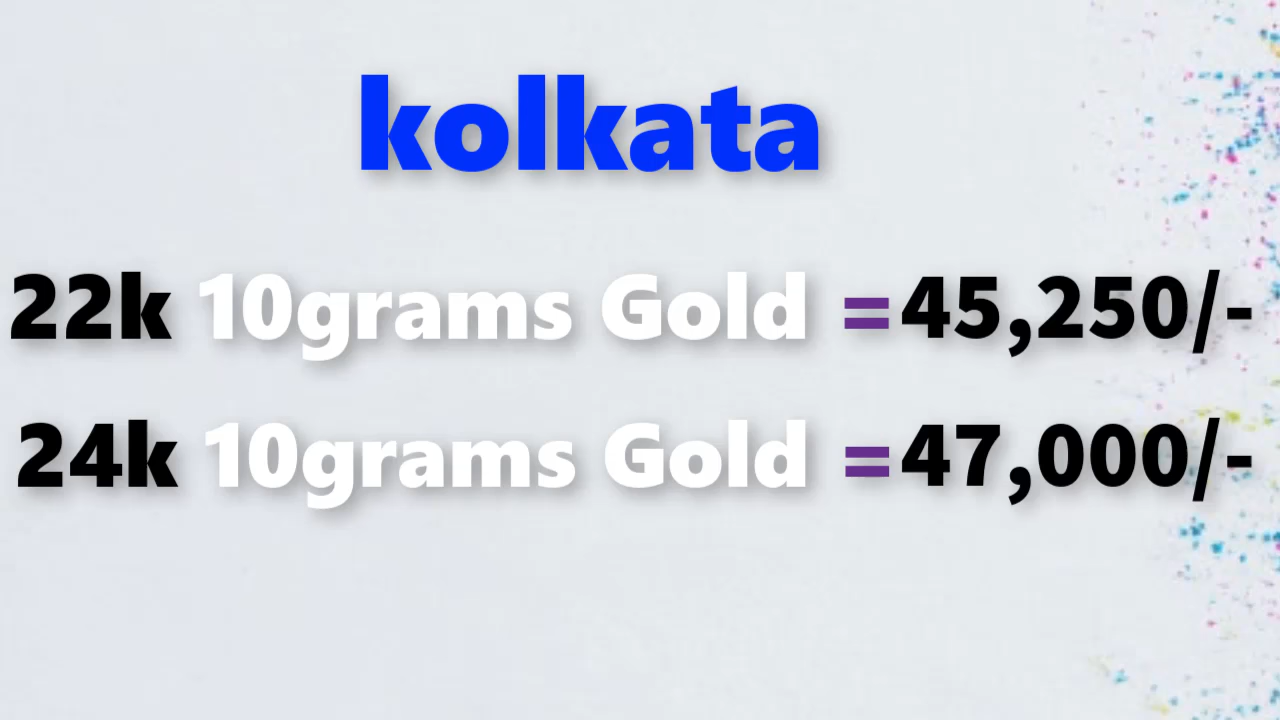 kolkata
22k 10grams Gold =45,250/-
24k 10grams Gold =47,000/-